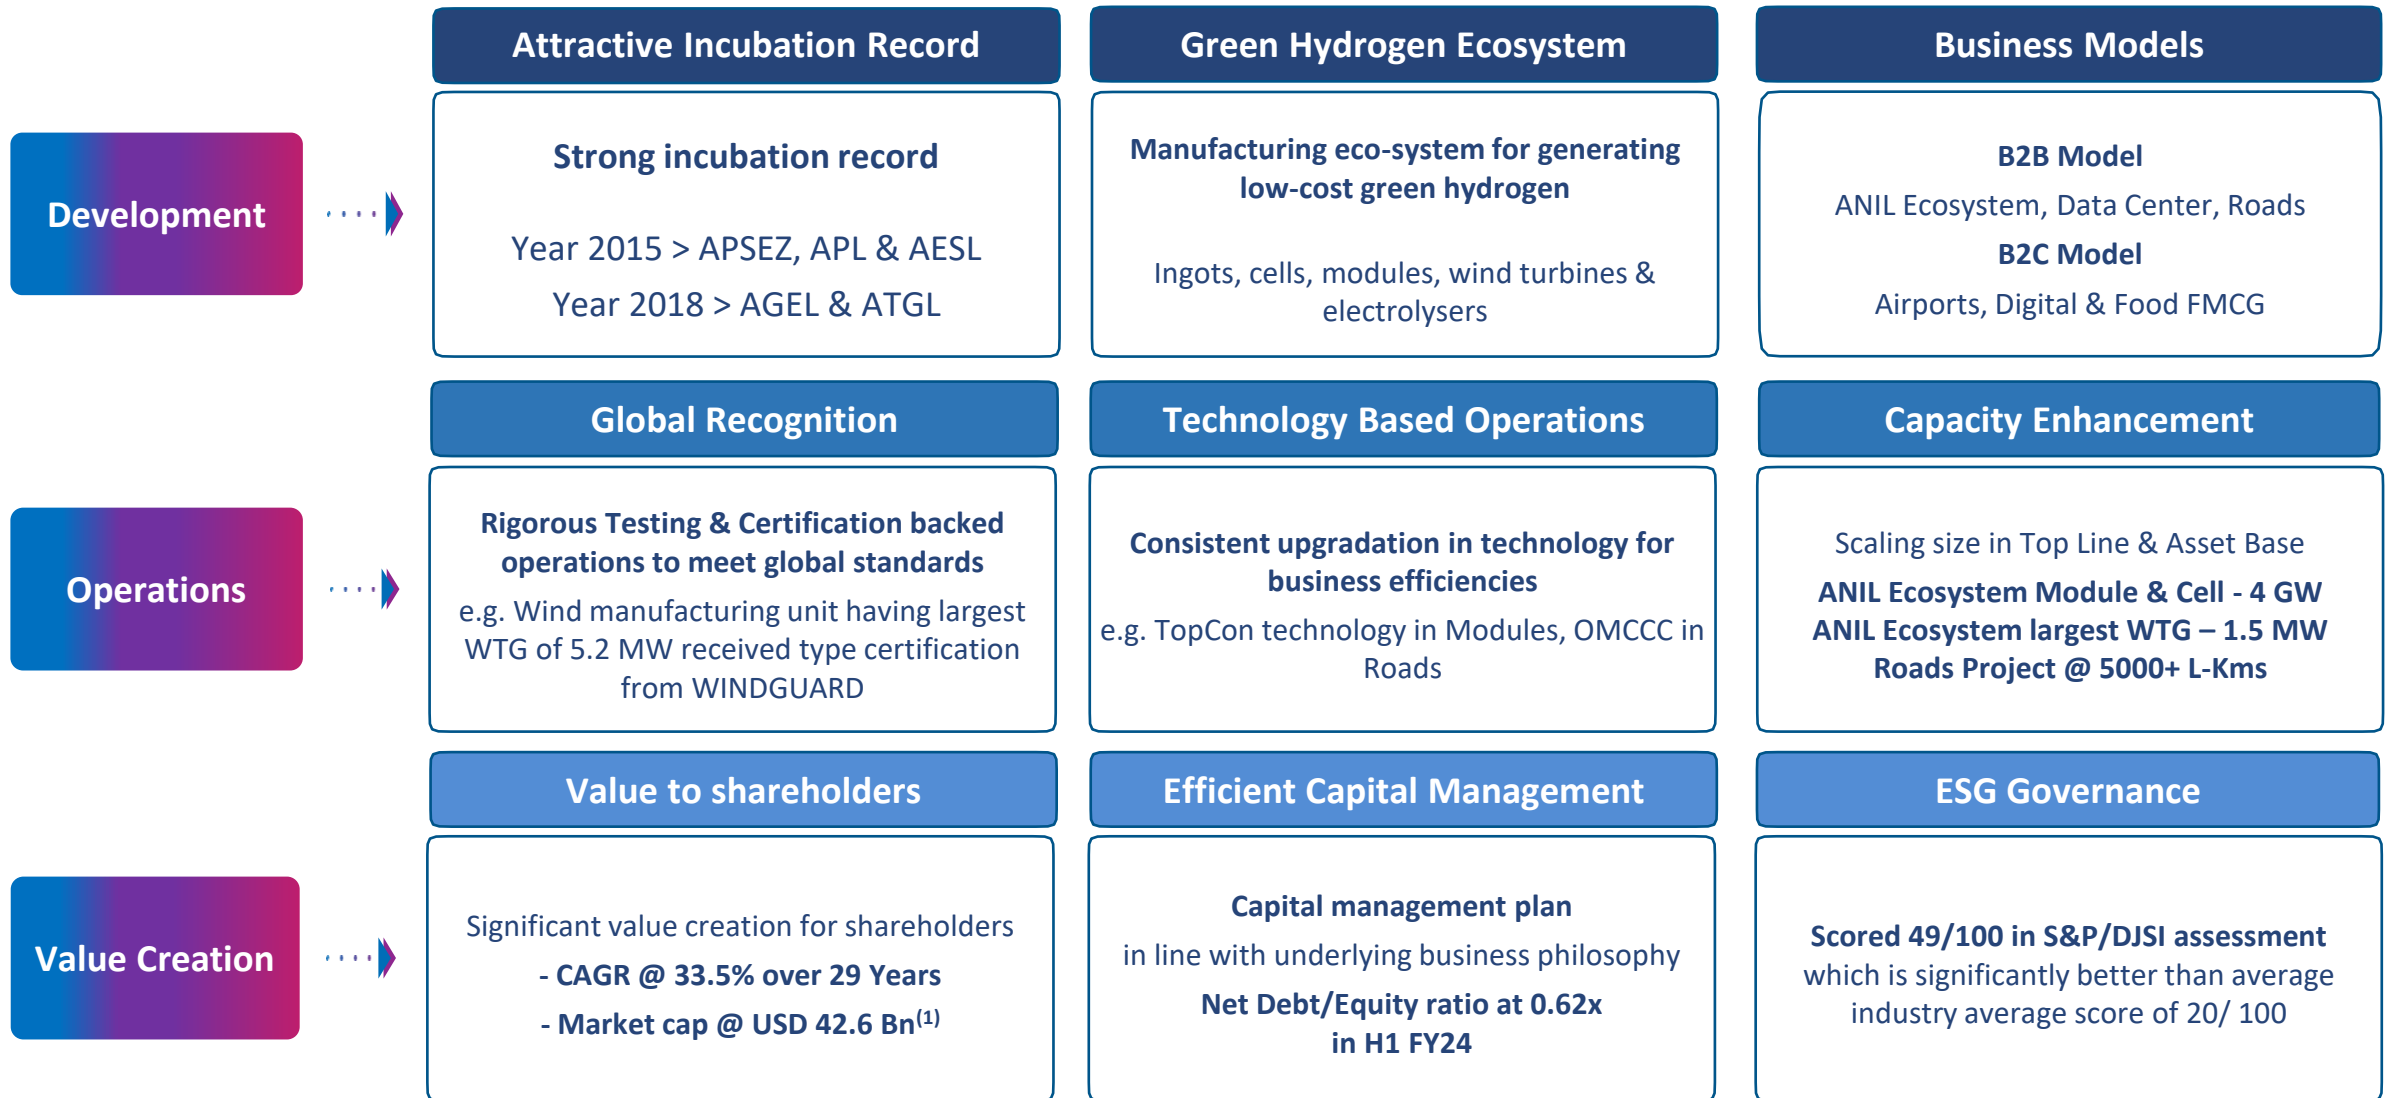 Attractive Incubation Record
Green Hydrogen Ecosystem
Business Models
Development
Strong incubation record
Year 2015 > APSEZ, APL & AESL
Year 2018 > AGEL & ATGL
Manufacturing eco-system for generating
low-cost green hydrogen
Ingots, cells, modules, wind turbines &
electrolysers
B2B Model
ANIL Ecosystem, Data Center, Roads
B2C Model
Airports, Digital & Food FMCG
Global Recognition
Technology Based Operations
Capacity Enhancement
Operations
Rigorous Testing & Certification backed
operations to meet global standards
e.g. Wind manufacturing unit having largest
WTG of 5.2 MW received type certification
from WINDGUARD
Consistent upgradation in technology for
business efficiencies
e.g. TopCon technology in Modules, OMCCC in
Roads
Scaling size in Top Line & Asset Base
ANIL Ecosystem Module & Cell - 4 GW
ANIL Ecosystem largest WTG – 1.5 MW
Roads Project @ 5000+ L-Kms
Value to shareholders
Efficient Capital Management
ESG Governance
Value Creation
Significant value creation for shareholders
- CAGR @ 33.5% over 29 Years
- Market cap @ USD 42.6 Bn(1)
Capital management plan
in line with underlying business philosophy
Net Debt/Equity ratio at 0.62x
in H1 FY24
Scored 49/100 in S&P/DJSI assessment
which is significantly better than average
industry average score of 20/ 100